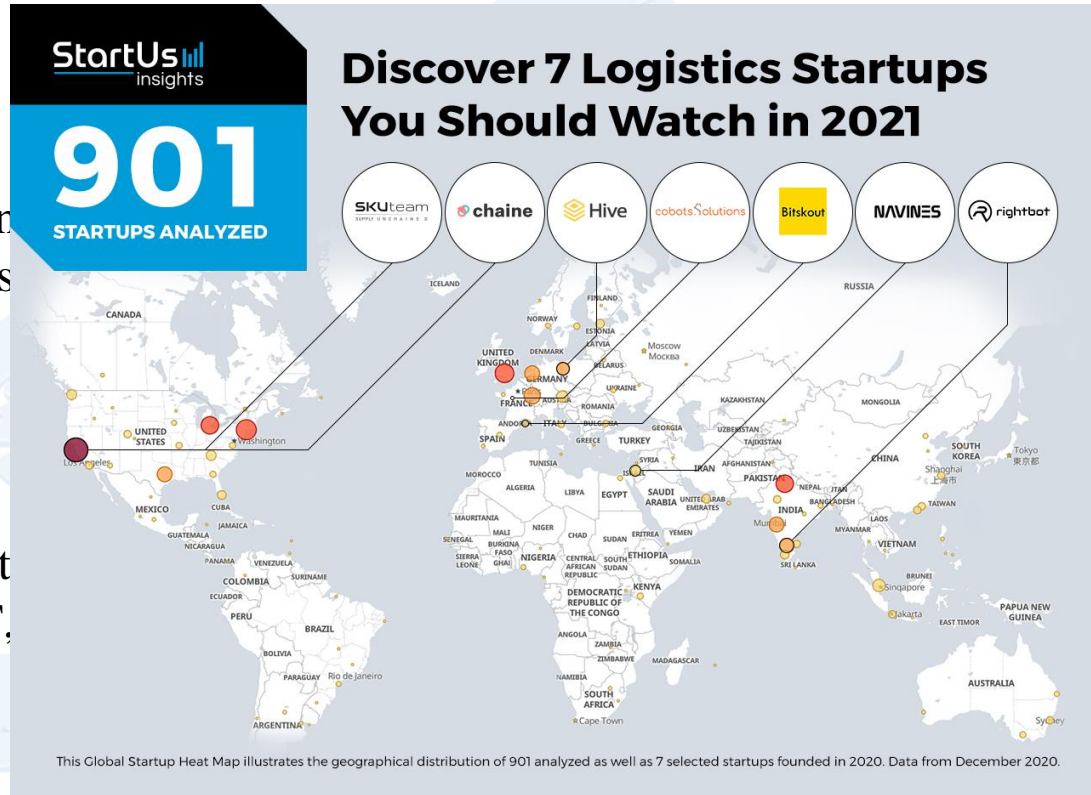 StartUs
insights
901
STARTUPS ANALYZED
Discover 7 Logistics Startups
You Should Watch in 2021
SKUteam
SUPPLY UNCHAINED
chaine
Hive
cobotsSolutions
Bitskout
NAVINES
rightbot
ICELAND
RUSSIA
FINLAND
CANADA
NORWAY
ESTONIA
LATVIA
Moscow
Москва
UNITED
KINGDOM
DENMARK
BELARUS
GERMANY
UKRAINE
KAZAKHSTAN
MONGOLIA
FRANCE
AUSTRIA
ROMANIA
UNITED
STATES
Washington
ANDORRA
ITALY
BULGARIA
GEORGIA
UZBEKISTAN
SPAIN
GREECE
TURKEY
TAJIKISTAN
SOUTH
KOREA
Tokyo
東京都
Los Angeles
TUNISIA
SYRIA
IRAN
AFGHANISTAN
CHINA
Shanghai
上海市
MOROCCO
ISRAEL
PAKISTAN
NEPAL
ALGERIA
LIBYA
EGYPT
SAUDI
ARABIA
UNITED ARAB
EMIRATES
BANGLADESH
TAIWAN
MEXICO
CUBA
INDIA
MAURITANIA
Mumbai
MYANMAR
LAOS
JAMAICA
MALI
NIGER
CHAD
SUDAN
ERITREA
YEMEN
GUATEMALA
SENEGAL
BURKINA
FASO
VIETNAM
NICARAGUA
SIERRA
LEONE
GHANA
NIGERIA
CENTRAL
AFRICAN
REPUBLIC
SOUTH
SUDAN
ETHIOPIA
SOMALIA
SRI LANKA
PANAMA
VENEZUELA
COLOMBIA
SURINAME
BRUNEI
Singapore
ECUADOR
DEMOCRATIC
REPUBLIC OF
THE CONGO
KENYA
PERU
BRAZIL
Jakarta
EAST TIMOR
PAPUA NEW
GUINEA
ANGOLA
ZAMBIA
BOLIVIA
ZIMBABWE
MADAGASCAR
PARAGUAY
Rio de Janeiro
NAMIBIA
AUSTRALIA
SOUTH
AFRICA
ARGENTINA
Cape Town
Sydney
This Global Startup Heat Map illustrates the geographical distribution of 901 analyzed as well as 7 selected startups founded in 2020. Data from December 2020.